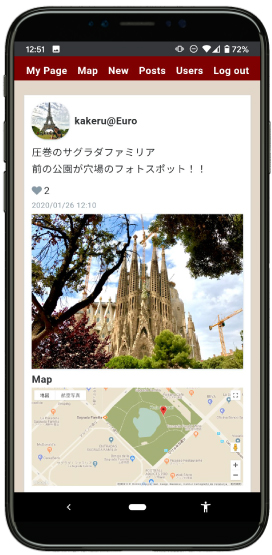 12:51
72%
My Page Map New Posts Users Log out
kakeru@Euro
圧巻のサグラダファミリア
前の公園が穴場のフォトスポット！！
2
2020/01/26 12:10
Map
地図 航空写真